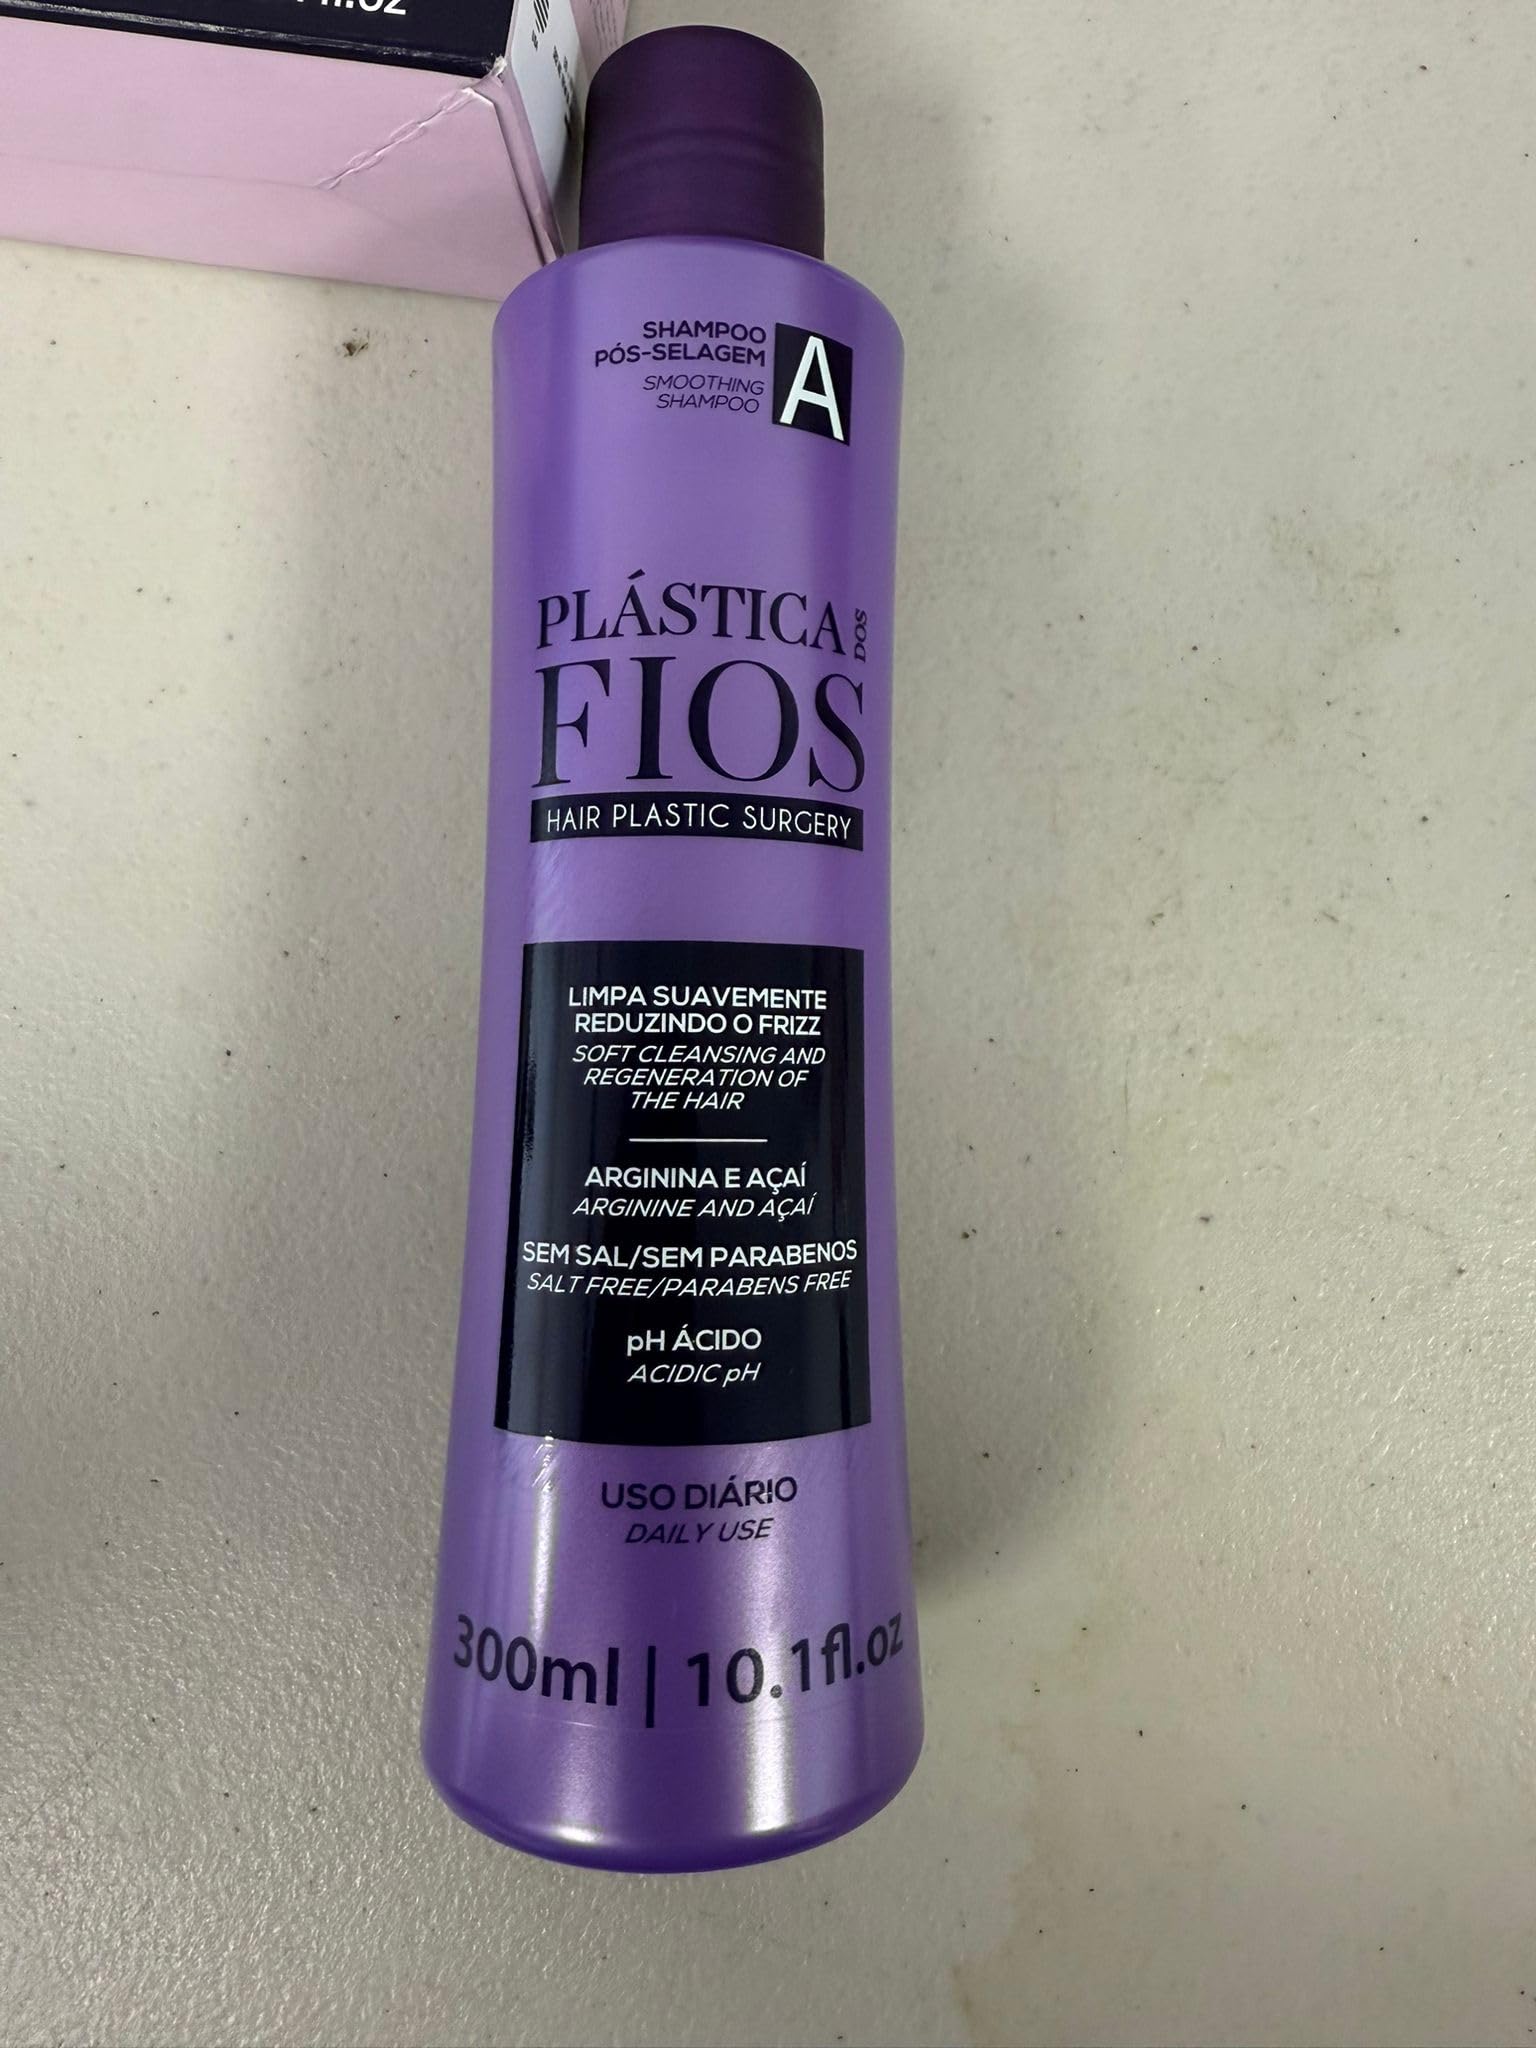 fl.oz
SHAMPOO
PÓS-SELAGEM
SMOOTHING
SHAMPOO
A
PLÁSTICA
DOS
FIOS
HAIR PLASTIC SURGERY
LIMPA SUAVEMENTE
REDUZINDO O FRIZZ
SOFT CLEANSING AND
REGENERATION OF
THE HAIR
ARGININA E AÇAÍ
ARGININE AND AÇAÍ
SEM SAL/SEM PARABENOS
SALT FREE/PARABENS FREE
pH ÁCIDO
ACIDIC pH
USO DIÁRIO
DAILY USE
300ml | 10.1fl.oz